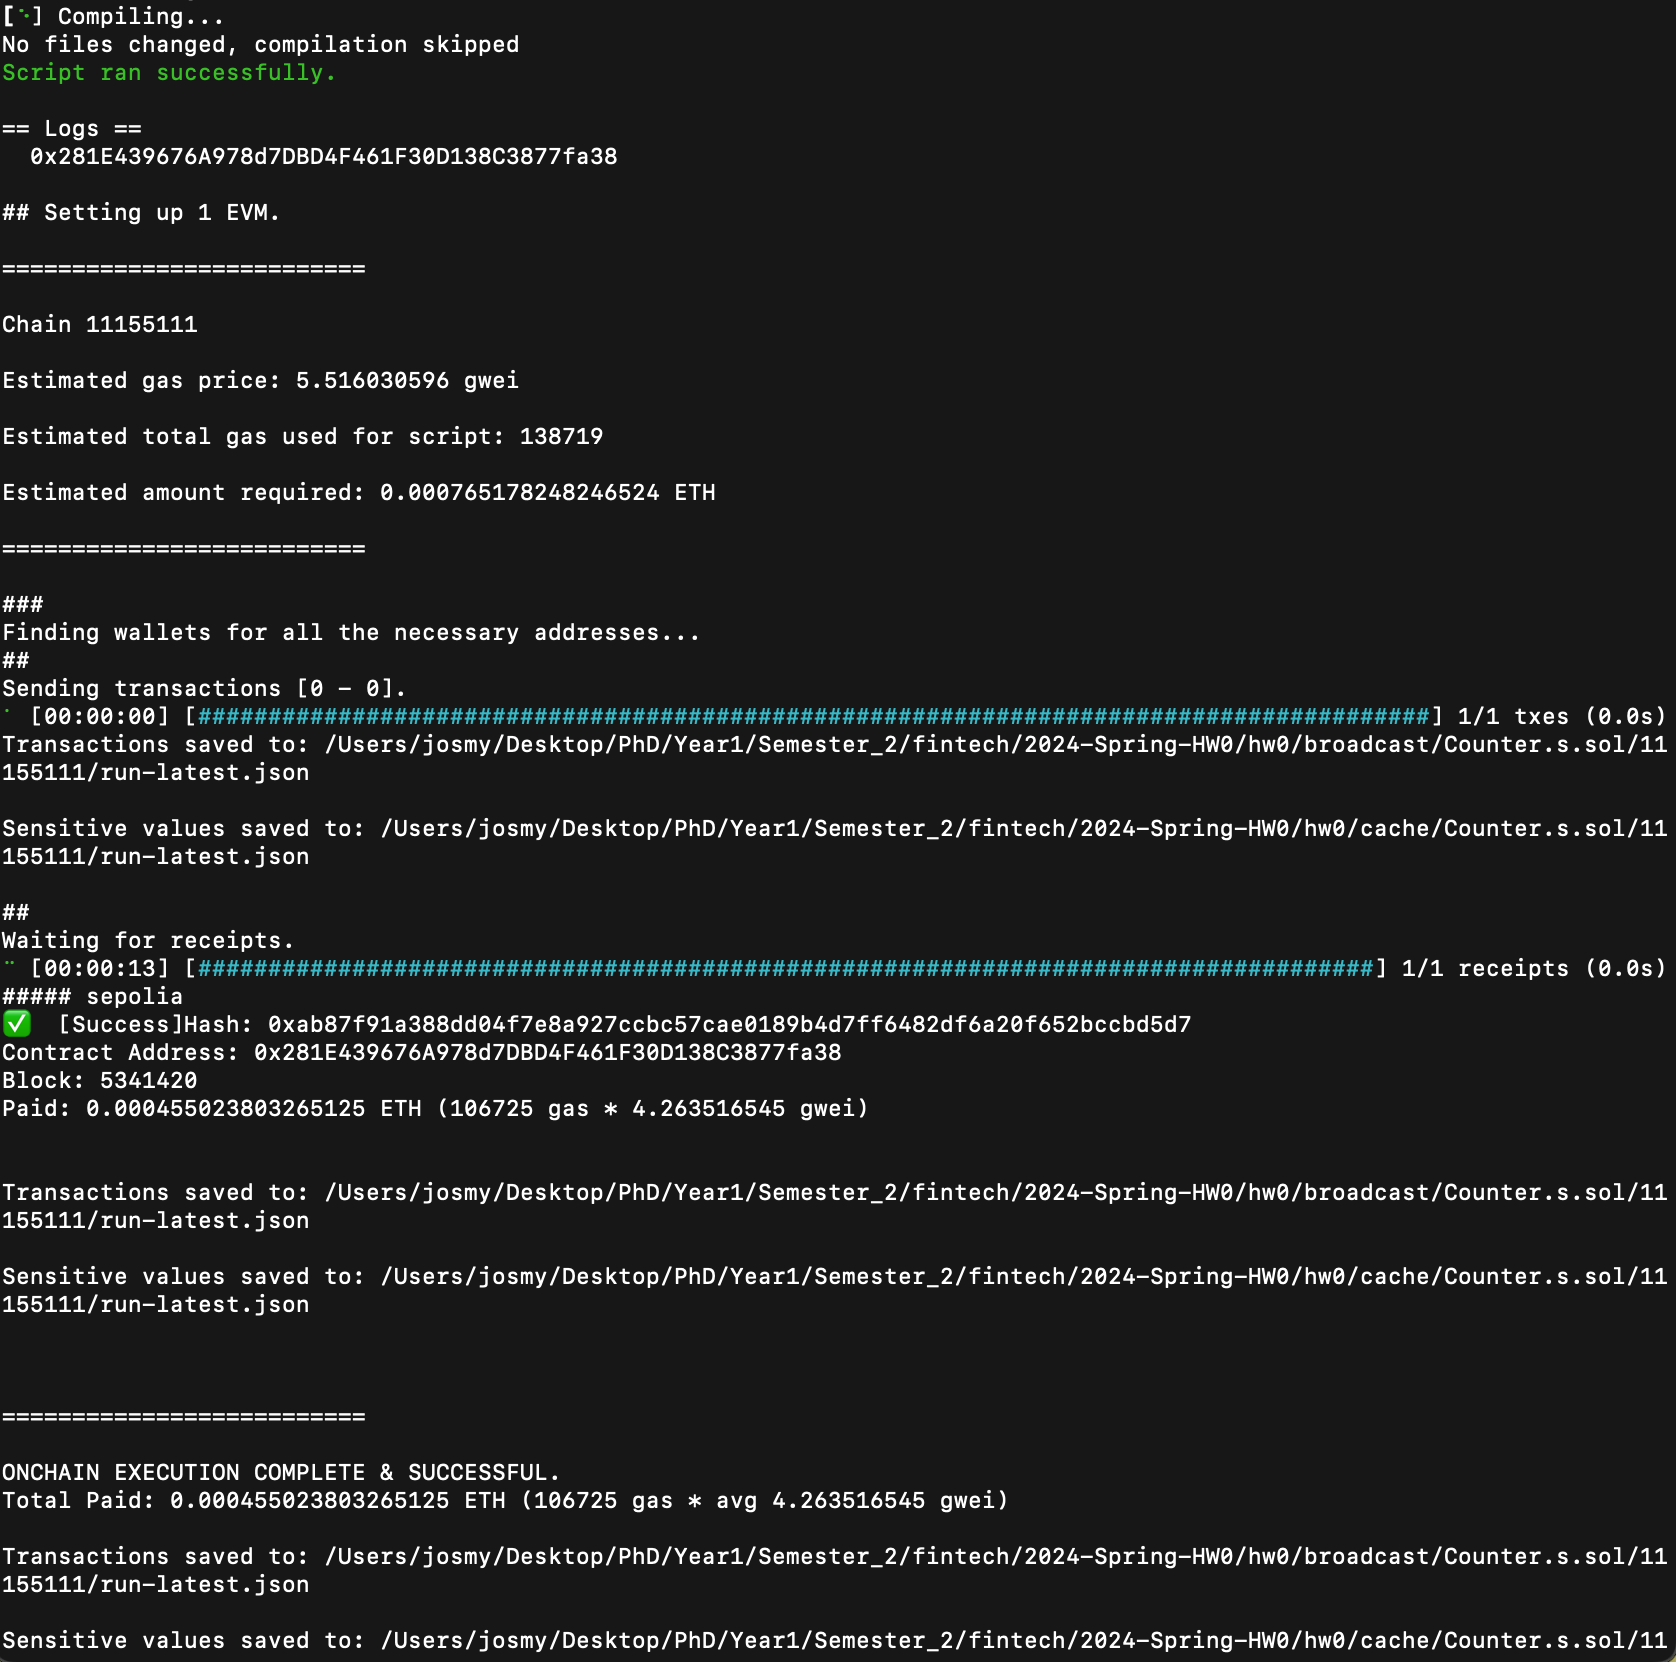 [⠑] Compiling...
No files changed, compilation skipped
Script ran successfully.

== Logs ==
  0x281E439676A978d7DBD4F461F30D138C3877fa38

## Setting up 1 EVM.

==========================

Chain 11155111

Estimated gas price: 5.516030596 gwei

Estimated total gas used for script: 138719

Estimated amount required: 0.000765178248246524 ETH

==========================

###
Finding wallets for all the necessary addresses...
##
Sending transactions [0 - 0].
⠁ [00:00:00] [########################################################################################] 1/1 txes (0.0s)
Transactions saved to: /Users/josmy/Desktop/PhD/Year1/Semester_2/fintech/2024-Spring-HW0/hw0/broadcast/Counter.s.sol/11
155111/run-latest.json

Sensitive values saved to: /Users/josmy/Desktop/PhD/Year1/Semester_2/fintech/2024-Spring-HW0/hw0/cache/Counter.s.sol/11
155111/run-latest.json

##
Waiting for receipts.
⠉ [00:00:13] [####################################################################################] 1/1 receipts (0.0s)
##### sepolia
✅  [Success]Hash: 0xab87f91a388dd04f7e8a927ccbc57cae0189b4d7ff6482df6a20f652bccbd5d7
Contract Address: 0x281E439676A978d7DBD4F461F30D138C3877fa38
Block: 5341420
Paid: 0.000455023803265125 ETH (106725 gas * 4.263516545 gwei)

Transactions saved to: /Users/josmy/Desktop/PhD/Year1/Semester_2/fintech/2024-Spring-HW0/hw0/broadcast/Counter.s.sol/11
155111/run-latest.json

Sensitive values saved to: /Users/josmy/Desktop/PhD/Year1/Semester_2/fintech/2024-Spring-HW0/hw0/cache/Counter.s.sol/11
155111/run-latest.json

==========================

ONCHAIN EXECUTION COMPLETE & SUCCESSFUL.
Total Paid: 0.000455023803265125 ETH (106725 gas * avg 4.263516545 gwei)

Transactions saved to: /Users/josmy/Desktop/PhD/Year1/Semester_2/fintech/2024-Spring-HW0/hw0/broadcast/Counter.s.sol/11
155111/run-latest.json

Sensitive values saved to: /Users/josmy/Desktop/PhD/Year1/Semester_2/fintech/2024-Spring-HW0/hw0/cache/Counter.s.sol/11